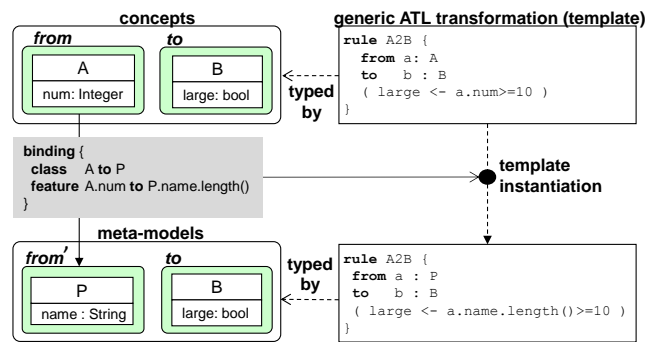 concepts
generic ATL transformation (template)
from
to
A
num: Integer
B
large: bool
typed
by
rule A2B {
from a: A
to b : B
( large <- a.num>=10 )
}
binding {
class A to P
feature A.num to P.name.length()
}
template
instantiation
meta-models
from'
to
P
name : String
B
large: bool
typed
by
rule A2B {
from a : P
to b : B
( large <- a.name.length()>=10 )
}